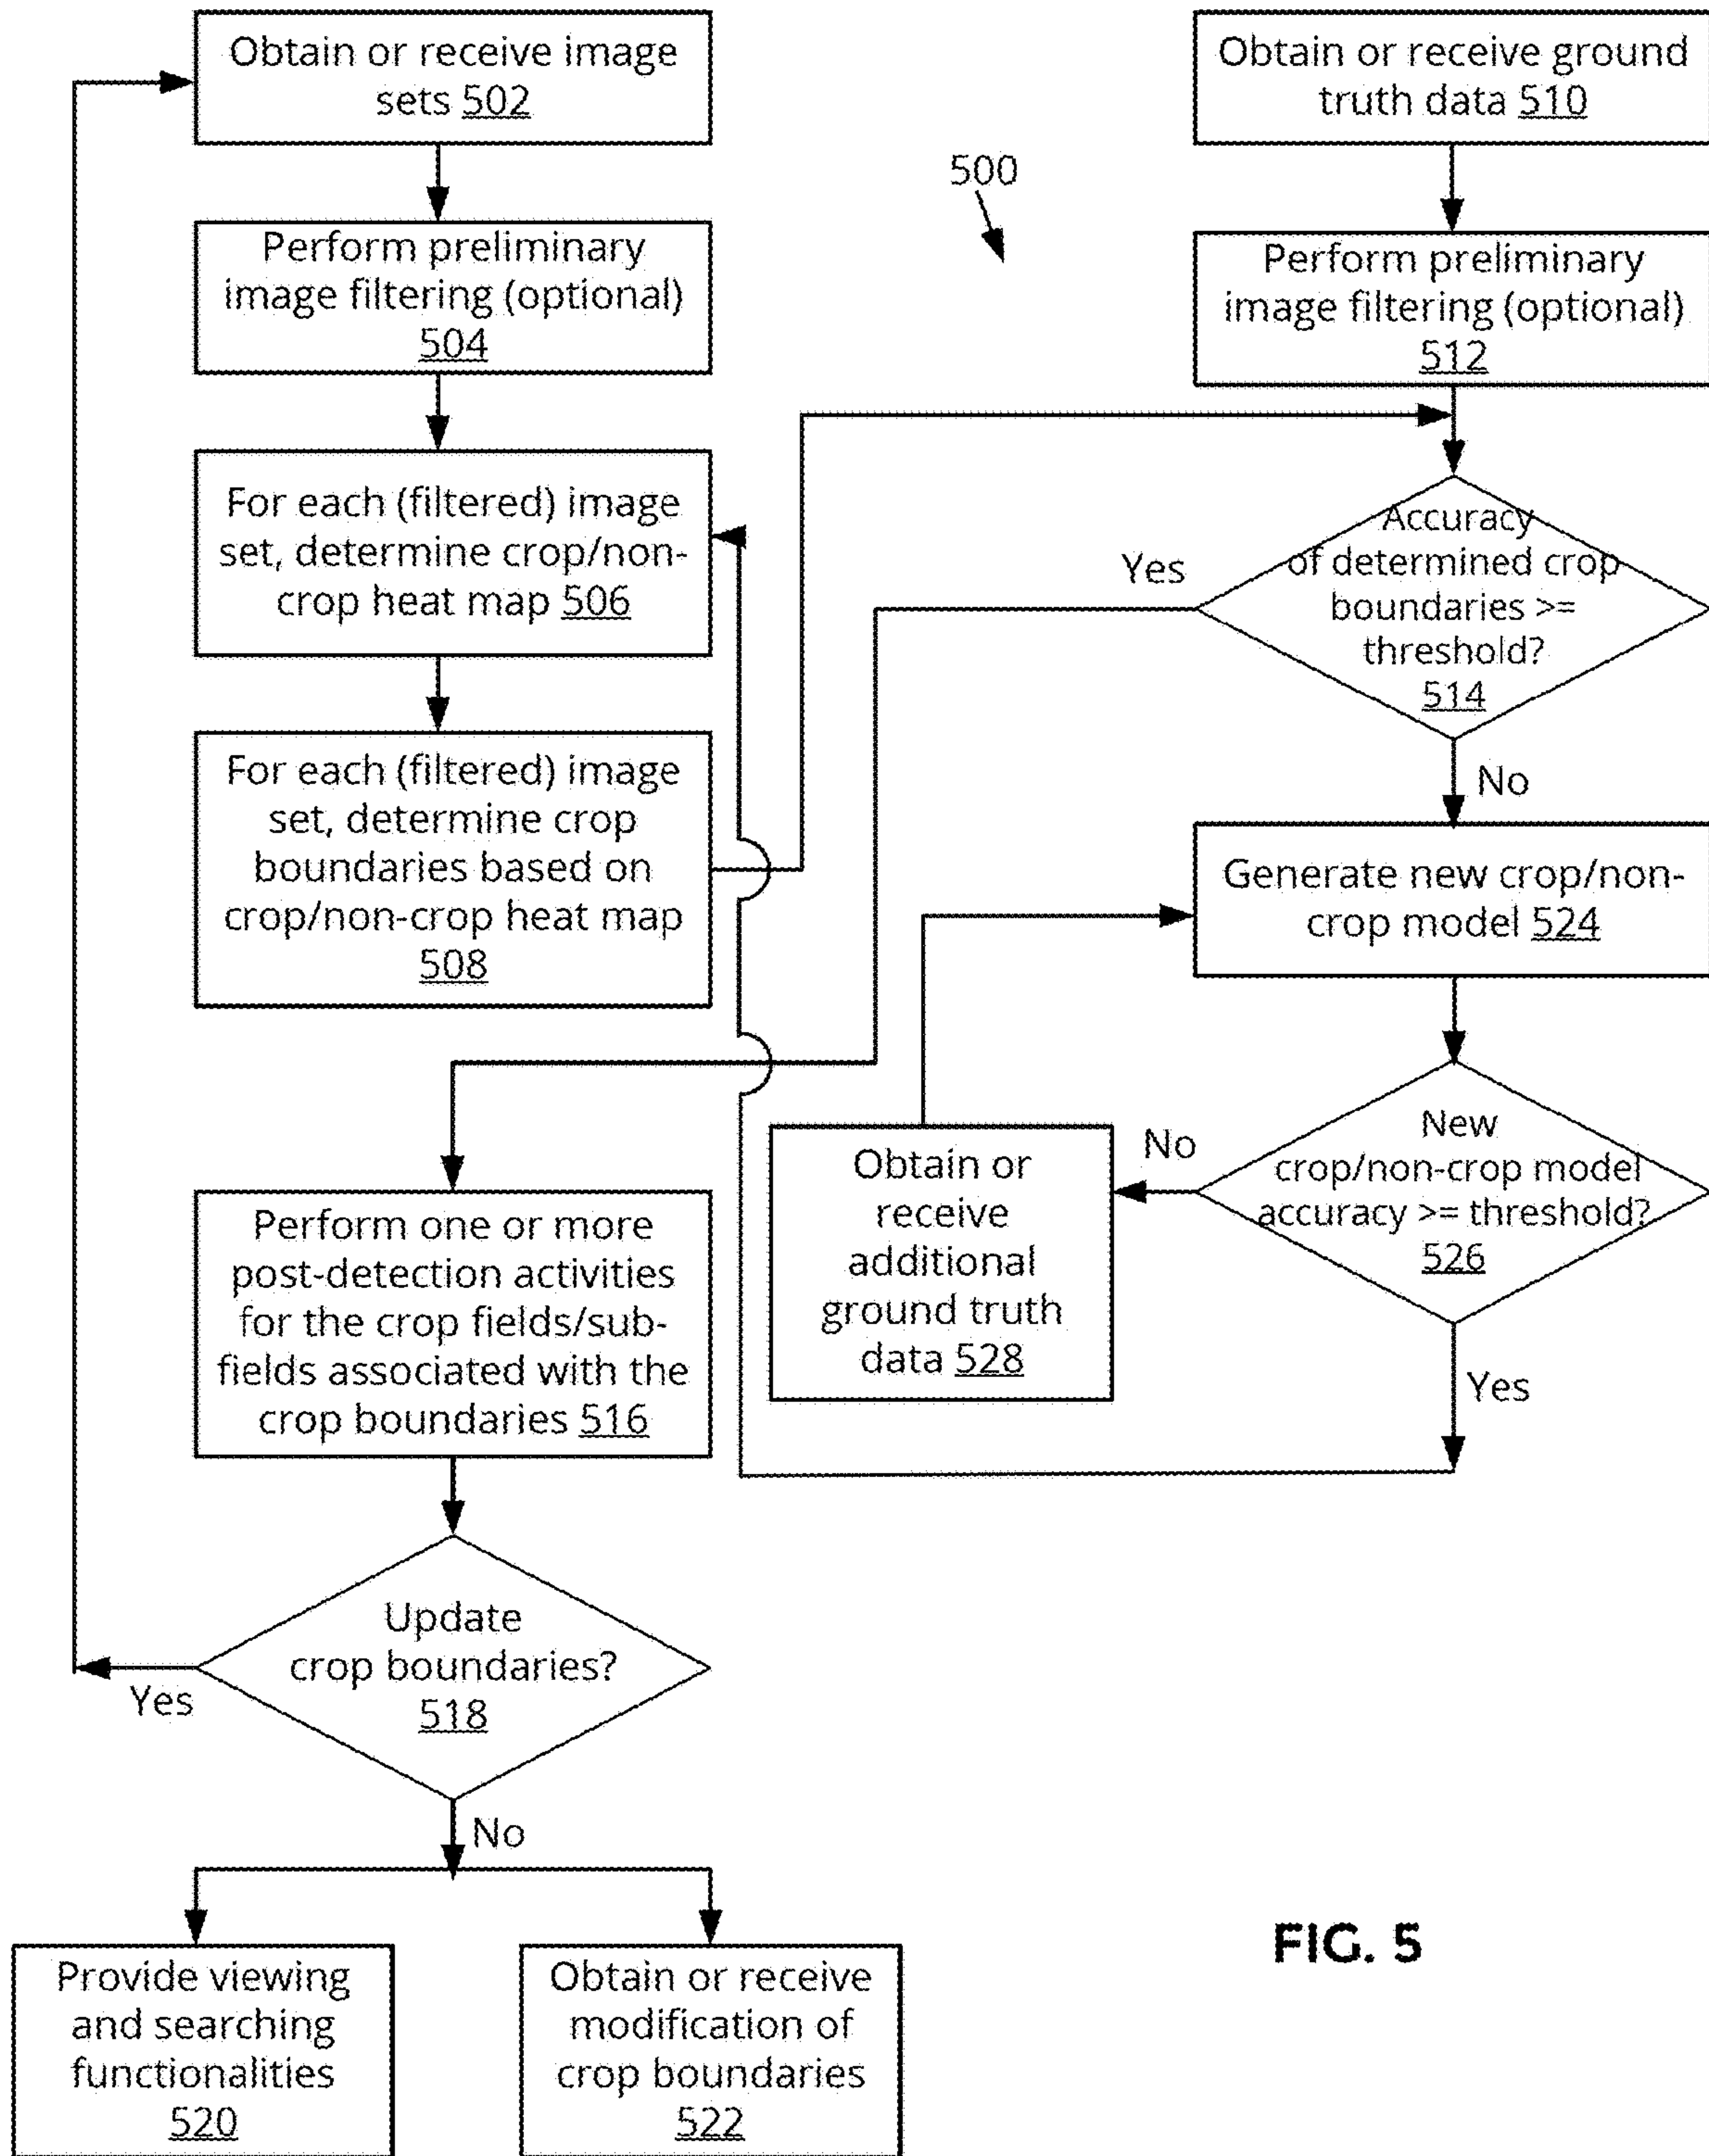 Obtain or receive image
sets 502
Perform preliminary
image filtering (optional)
504
For each (filtered) image
set, determine crop/non-
crop heat map 506
For each (filtered) image
set, determine crop
boundaries based on
crop/non-crop heat map
508
500
Obtain or receive ground
truth data 510
Perform preliminary
image filtering (optional)
512
Accuracy
of determined crop
boundaries >=
threshold?
514
Yes
No
Generate new crop/non-
crop model 524
New
crop/non-crop model
accuracy >= threshold?
526
No
Yes
Obtain or
receive
additional
ground truth
data 528
Perform one or more
post-detection activities
for the crop fields/sub-
fields associated with the
crop boundaries 516
Update
crop boundaries?
518
Yes
No
Provide viewing
and searching
functionalities
520
Obtain or receive
modification of
crop boundaries
522
FIG. 5